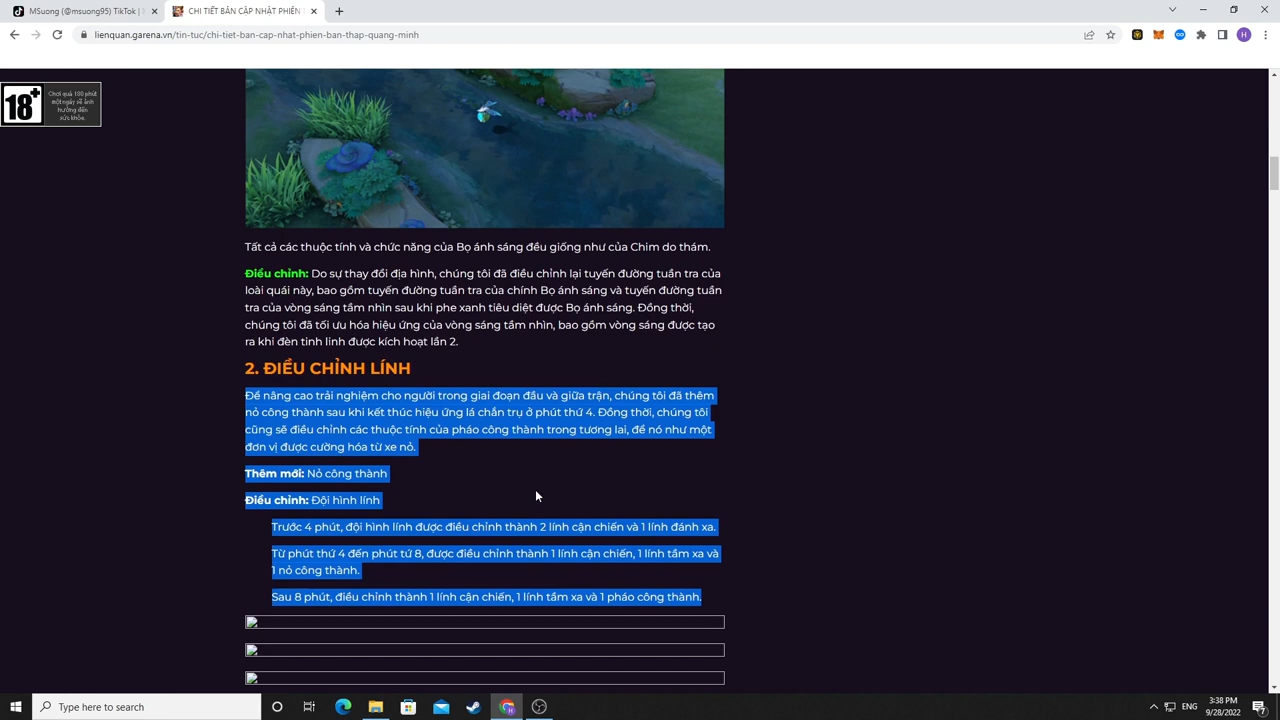 MSuong (@msuong95) TikTok |
CHI TIẾT BẢN CẬP NHẬT PHIÊN
lienquan.garena.vn/tin-tuc/chi-tiet-ban-cap-nhat-phien-ban-thap-quang-minh
H
18+
Chơi quá 180 phút
một ngày sẽ ảnh
hưởng đến
sức khỏe.
Tất cả các thuộc tính và chức năng của Bọ ánh sáng đều giống như của Chim do thám.
Điều chỉnh: Do sự thay đổi địa hình, chúng tôi đã điều chỉnh lại tuyến đường tuần tra của
loài quái này, bao gồm tuyến đường tuần tra của chính Bọ ánh sáng và tuyến đường tuần
tra của vòng sáng tầm nhìn sau khi phe xanh tiêu diệt được Bọ ánh sáng. Đồng thời,
chúng tôi đã tối ưu hóa hiệu ứng của vòng sáng tầm nhìn, bao gồm vòng sáng được tạo
ra khi đèn tinh linh được kích hoạt lần 2.
2. ĐIỀU CHỈNH LÍNH
Để nâng cao trải nghiệm cho người trong giai đoạn đầu và giữa trận, chúng tôi đã thêm
nỏ công thành sau khi kết thúc hiệu ứng lá chắn trụ ở phút thứ 4. Đồng thời, chúng tôi
cũng sẽ điều chỉnh các thuộc tính của pháo công thành trong tương lai, để nó như một
đơn vị được cường hóa từ xe nỏ.
Thêm mới: Nỏ công thành
Điều chỉnh: Đội hình lính
Trước 4 phút, đội hình lính được điều chỉnh thành 2 lính cận chiến và 1 lính đánh xa.
Từ phút thứ 4 đến phút tứ 8, được điều chỉnh thành 1 lính cận chiến, 1 lính tầm xa và
1 nỏ công thành.
Sau 8 phút, điều chỉnh thành 1 lính cận chiến, 1 lính tầm xa và 1 pháo công thành.
Type here to search
H
ENG
3:38 PM
9/28/2022
7